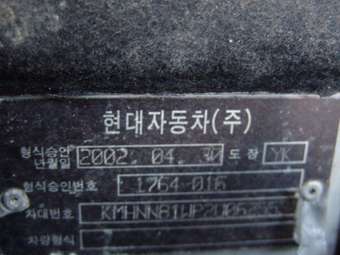 현대자동차(주)
형식승인 년월일 2002. 04. 도장 YK
형식승인번호 1764-016
차대번호
차량형식